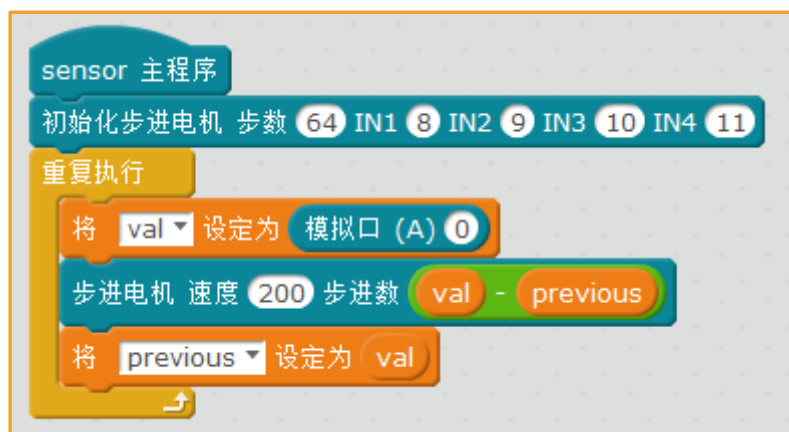 sensor 主程序
初始化步进电机 步数 64 IN1 8 IN2 9 IN3 10 IN4 11
重复执行
将 val 设定为 模拟口 (A) 0
步进电机 速度 200 步进数 val - previous
将 previous 设定为 val